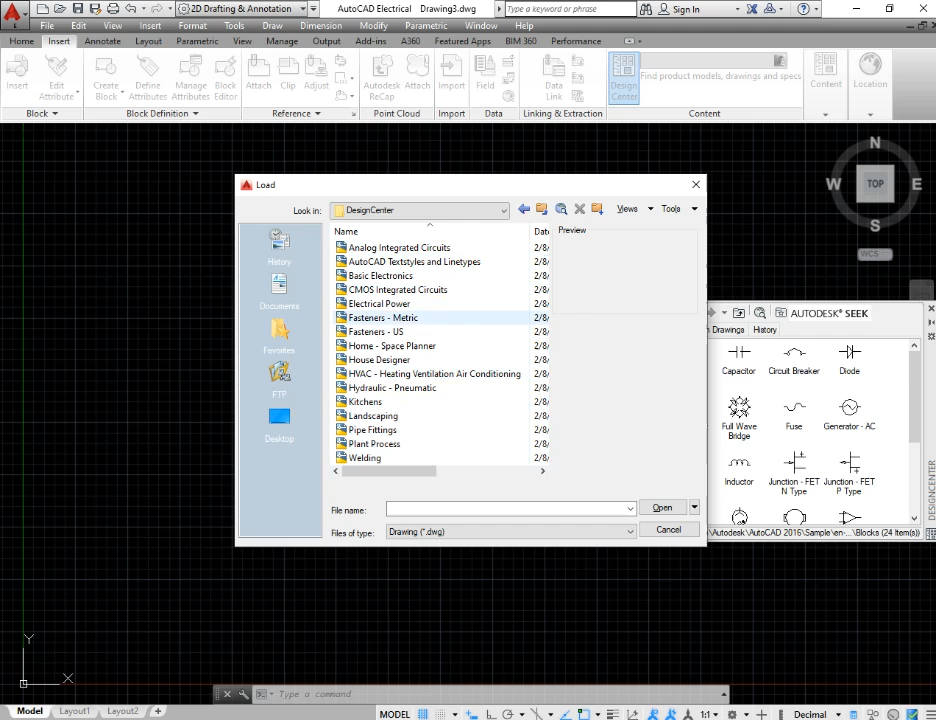 2D Drafting & Annotation
AutoCAD Electrical Drawing3.dwg
Type a keyword or phrase
Sign In
File Edit View Insert Format Tools Draw Dimension Modify Parametric Window Help
Home Insert Annotate Layout Parametric View Manage Output Add-ins A360 Featured Apps BIM 360 Performance
Insert
Edit
Attribute
Create
Block
Define
Attributes
Manage
Attributes
Block
Editor
Attach
Clip
Adjust
Autodesk
ReCap
Attach
Import
Field
Data
Link
Design
Center
Find product models, drawings and specs
Content
Location
Block
Block Definition
Reference
Point Cloud
Import
Data
Linking & Extraction
Content
N
W
TOP
E
S
WCS
Load
Look in: DesignCenter
Views
Tools
Name
Date
Preview
Analog Integrated Circuits 2/8/
AutoCAD Textstyles and Linetypes 2/8/
Basic Electronics 2/8/
CMOS Integrated Circuits 2/8/
Electrical Power 2/8/
Fasteners - Metric 2/8/
Fasteners - US 2/8/
Home - Space Planner 2/8/
House Designer 2/8/
HVAC - Heating Ventilation Air Conditioning 2/8/
Hydraulic - Pneumatic 2/8/
Kitchens 2/8/
Landscaping 2/8/
Pipe Fittings 2/8/
Plant Process 2/8/
Welding 2/8/
History
Documents
Favorites
FTP
Desktop
File name:
Open
Files of type: Drawing (*.dwg)
Cancel
AUTODESK® SEEK
Drawings History
Capacitor
Circuit Breaker
Diode
Full Wave
Bridge
Fuse
Generator - AC
Inductor
Junction - FET
N Type
Junction - FET
P Type
\Autodesk\AutoCAD 2016\Sample\en-...\Blocks (24 Item(s))
DESIGNCENTER
Y
X
Type a command
Model Layout1 Layout2 +
MODEL
1:1
Decimal